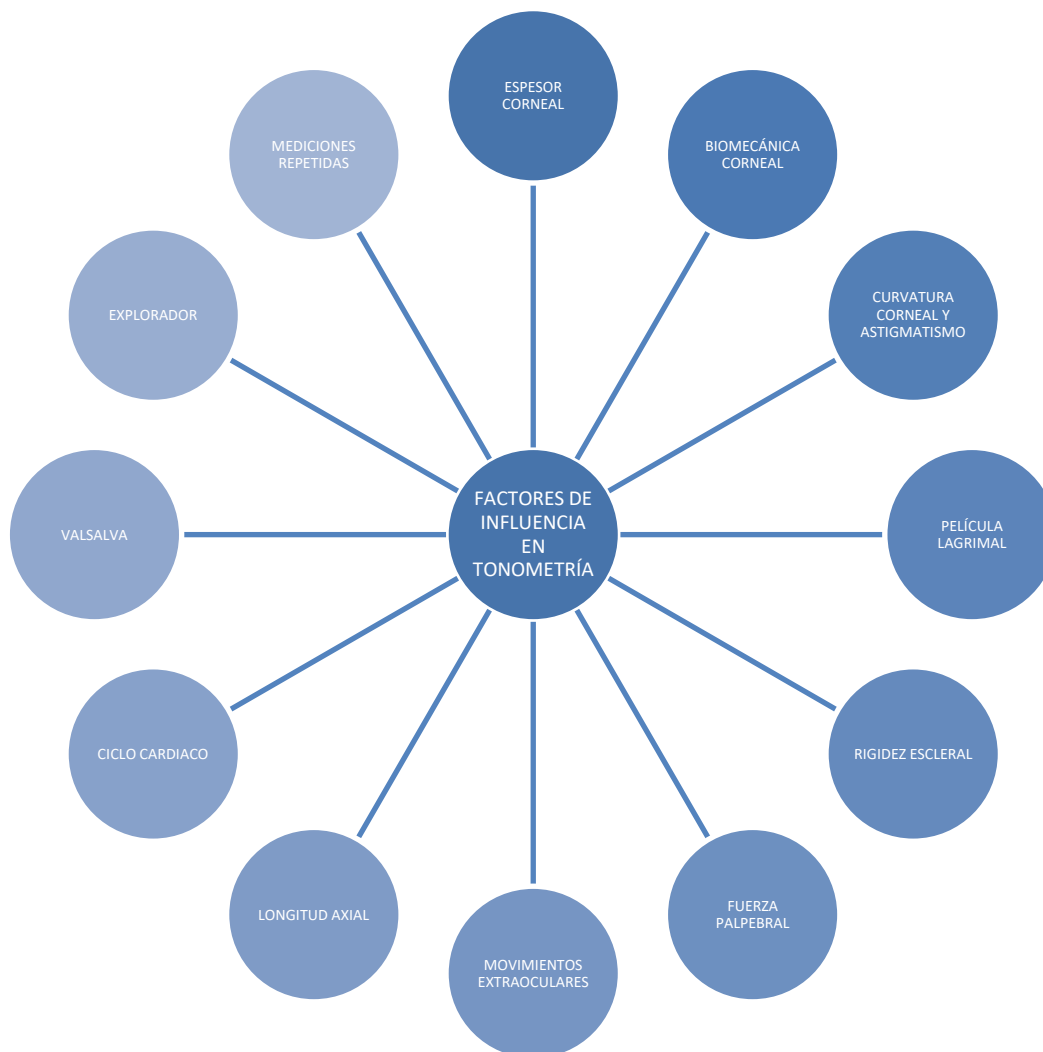 ESPESOR
CORNEAL
BIOMECÁNICA
CORNEAL
CURVATURA
CORNEAL Y
ASTIGMATISMO
PELÍCULA
LAGRIMAL
RIGIDEZ ESCLERAL
FUERZA
PALPEBRAL
MOVIMIENTOS
EXTRAOCULARES
LONGITUD AXIAL
CICLO CARDIACO
VALSALVA
EXPLORADOR
MEDICIONES
REPETIDAS
FACTORES DE
INFLUENCIA
EN
TONOMETRÍA